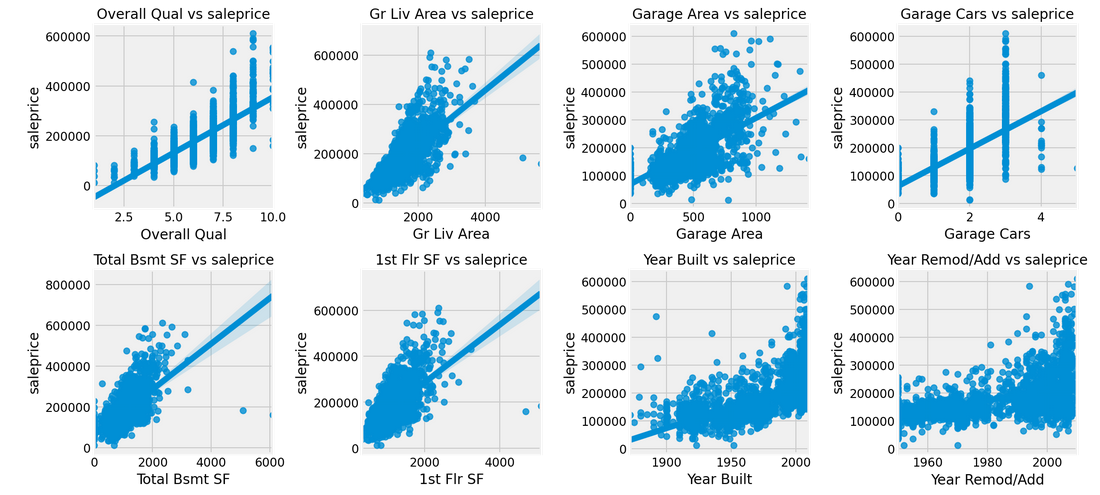 Overall Qual vs saleprice
600000
400000
200000
0
saleprice
2.5 5.0 7.5 10.0
Overall Qual
Gr Liv Area vs saleprice
600000
400000
200000
0
saleprice
2000 4000
Gr Liv Area
Garage Area vs saleprice
600000
500000
400000
300000
200000
100000
0
saleprice
0 500 1000
Garage Area
Garage Cars vs saleprice
600000
500000
400000
300000
200000
100000
0
saleprice
0 2 4
Garage Cars
Total Bsmt SF vs saleprice
800000
600000
400000
200000
0
saleprice
0 2000 4000 6000
Total Bsmt SF
1st Flr SF vs saleprice
600000
400000
200000
0
saleprice
2000 4000
1st Flr SF
Year Built vs saleprice
600000
500000
400000
300000
200000
100000
0
saleprice
1900 1950 2000
Year Built
Year Remod/Add vs saleprice
600000
500000
400000
300000
200000
100000
0
saleprice
1960 1980 2000
Year Remod/Add